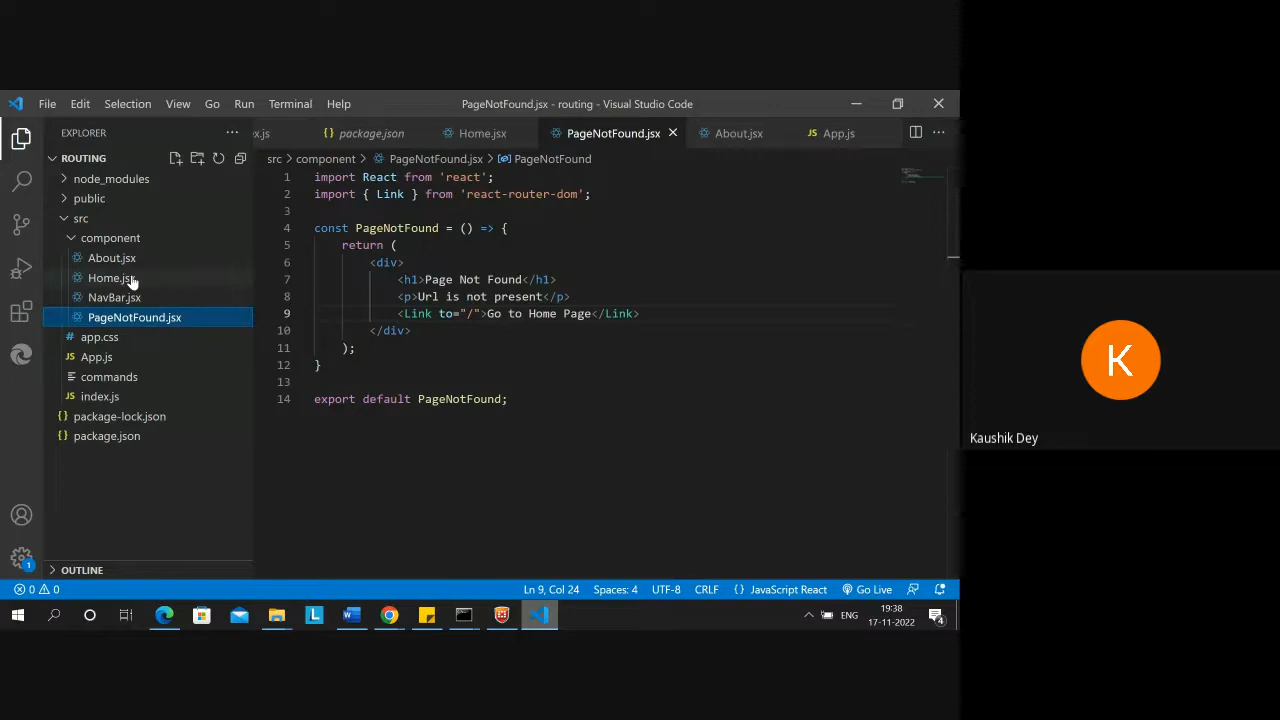 File Edit Selection View Go Run Terminal Help PageNotFound.jsx - routing - Visual Studio Code
EXPLORER
x.js package.json Home.jsx PageNotFound.jsx About.jsx App.js
ROUTING
src > component > PageNotFound.jsx > PageNotFound
node_modules
public
src
component
About.jsx
Home.jsx
NavBar.jsx
PageNotFound.jsx
app.css
App.js
commands
index.js
package-lock.json
package.json
OUTLINE
1 import React from 'react';
2 import { Link } from 'react-router-dom';
3
4 const PageNotFound = () => {
5 return (
6 <div>
7 <h1>Page Not Found</h1>
8 <p>Url is not present</p>
9 <Link to="/">Go to Home Page</Link>
10 </div>
11 );
12 }
13
14 export default PageNotFound;
K
Kaushik Dey
1
0 0 Ln 9, Col 24 Spaces: 4 UTF-8 CRLF JavaScript React Go Live
L ENG 19:38
17-11-2022 4